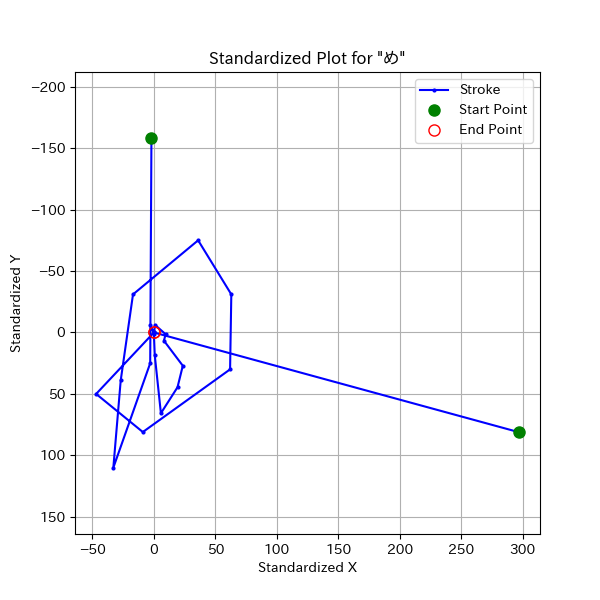 Standardized Plot for "め"
Stroke
Start Point
End Point
Standardized Y
−200
−150
−100
−50
0
50
100
150
−50 0 50 100 150 200 250 300
Standardized X